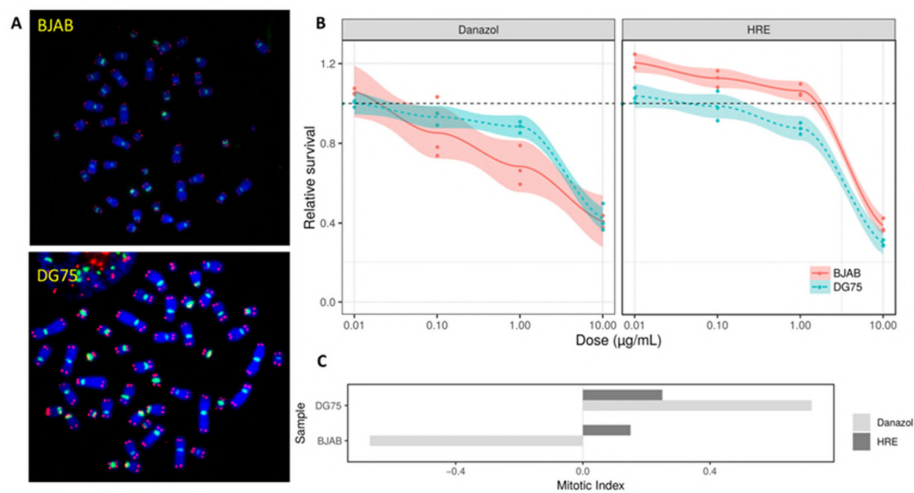 A
BJAB
DG75
B
Danazol
HRE
Relative survival
1.2
0.8
0.4
0.0
0.01
0.10
1.00
10.00
0.01
0.10
1.00
10.00
Dose (µg/mL)
BJAB
DG75
C
Sample
DG75
BJAB
-0.4
0.0
0.4
Mitotic Index
Danazol
HRE